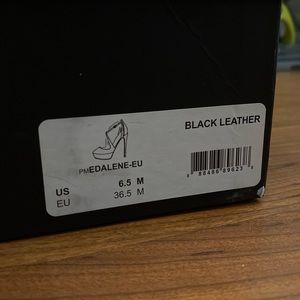 BLACK LEATHER
PMEDALENE-EU
US 6.5 M
EU 36.5 M